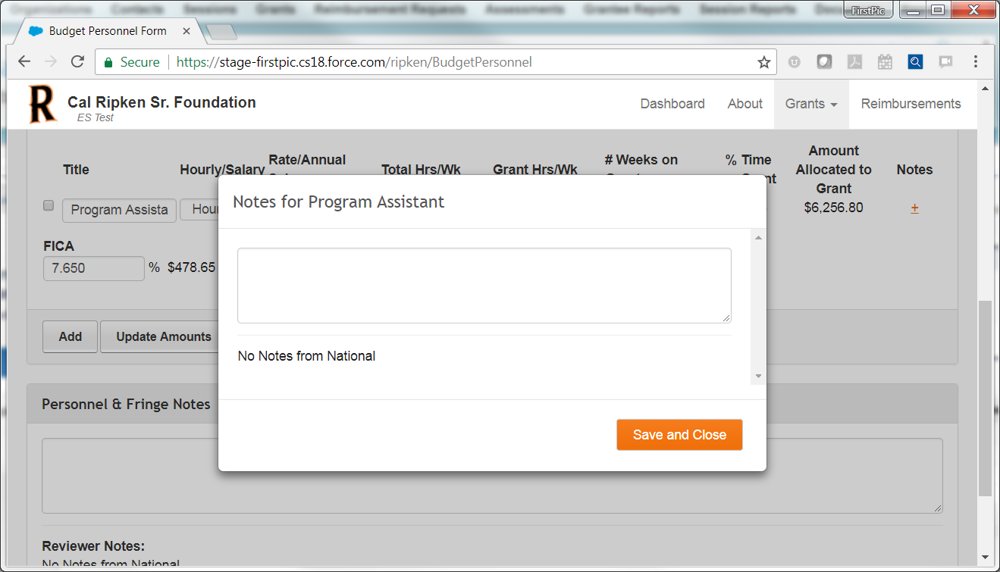 Organizations Contacts Sessions Grants Reimbursement Requests Assessments Grantee Reports Session Reports
FirstPic
Budget Personnel Form
Secure https://stage-firstpic.cs18.force.com/ripken/BudgetPersonnel
R
Cal Ripken Sr. Foundation
ES Test
Dashboard About Grants Reimbursements
Title Hourly/Salary Rate/Annual Total Hrs/Wk Grant Hrs/Wk # Weeks on % Time Amount Allocated to Grant Notes
Program Assista Hour $6,256.80 +
FICA
7.650 % $478.65
Add Update Amounts
Notes for Program Assistant
No Notes from National
Save and Close
Personnel & Fringe Notes
Reviewer Notes:
No Notes from National